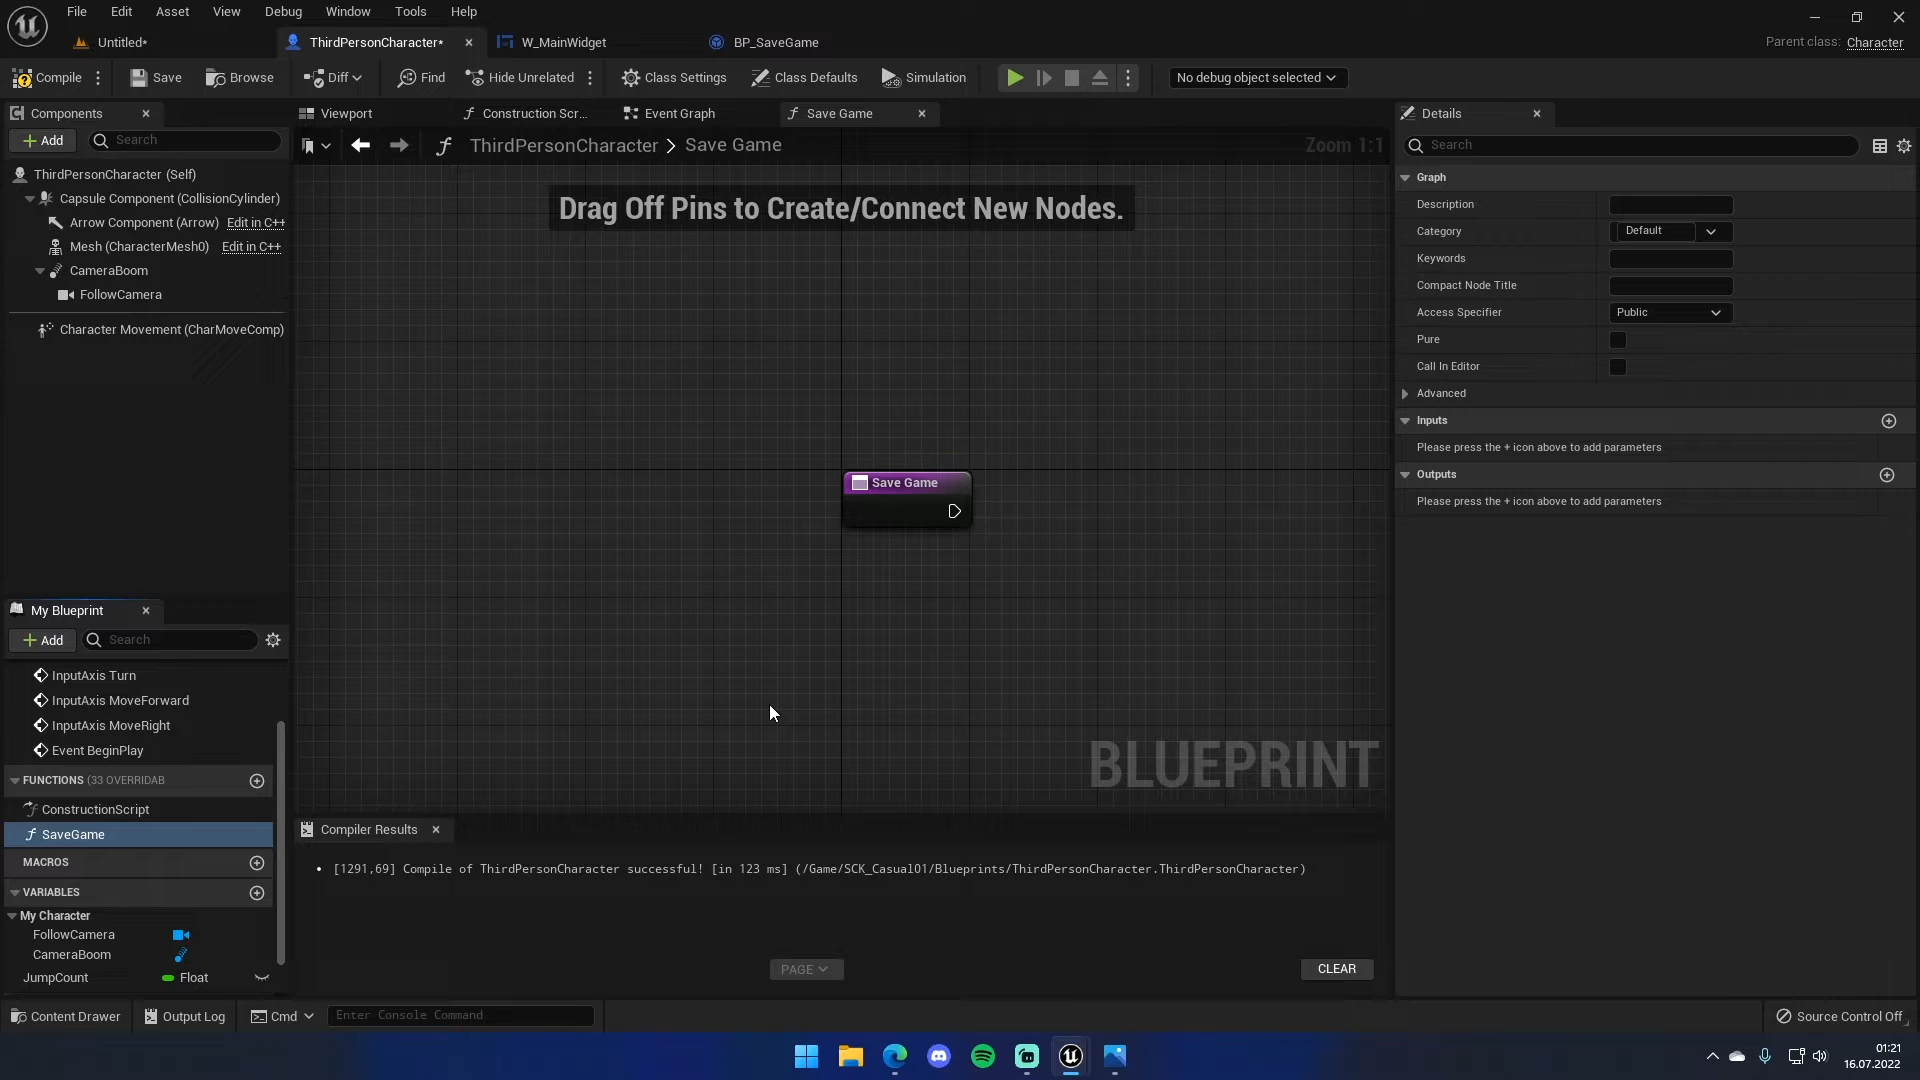 File Edit Asset View Debug Window Tools Help
Untitled*
ThirdPersonCharacter*
W_MainWidget
BP_SaveGame
Parent class: Character
Compile
Save
Browse
Diff
Find
Hide Unrelated
Class Settings
Class Defaults
Simulation
No debug object selected
Components
Add
Search
ThirdPersonCharacter (Self)
Capsule Component (CollisionCylinder)
Arrow Component (Arrow) Edit in C++
Mesh (CharacterMesh0) Edit in C++
CameraBoom
FollowCamera
Character Movement (CharMoveComp)
Viewport
Construction Scr...
Event Graph
Save Game
ThirdPersonCharacter > Save Game
Zoom 1:1
Drag Off Pins to Create/Connect New Nodes.
Save Game
BLUEPRINT
Details
Search
Graph
Description
Category Default
Keywords
Compact Node Title
Access Specifier Public
Pure
Call In Editor
Advanced
Inputs
Please press the + icon above to add parameters
Outputs
Please press the + icon above to add parameters
My Blueprint
Add
Search
InputAxis Turn
InputAxis MoveForward
InputAxis MoveRight
Event BeginPlay
FUNCTIONS (33 OVERRIDAB
ConstructionScript
SaveGame
MACROS
VARIABLES
My Character
FollowCamera
CameraBoom
JumpCount Float
Compiler Results
[1291,69] Compile of ThirdPersonCharacter successful! [in 123 ms] (/Game/SCK_Casual01/Blueprints/ThirdPersonCharacter.ThirdPersonCharacter)
PAGE
CLEAR
Content Drawer
Output Log
Cmd
Enter Console Command
Source Control Off
01:21
16.07.2022